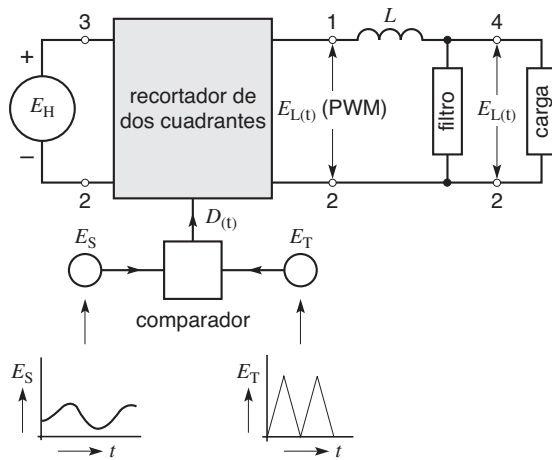 3
1
L
4
+
E_H
–
recortador de
dos cuadrantes
E_L(t) (PWM)
filtro
E_L(t)
carga
2
2
2
D_(t)
E_S
E_T
comparador
E_S
t
E_T
t